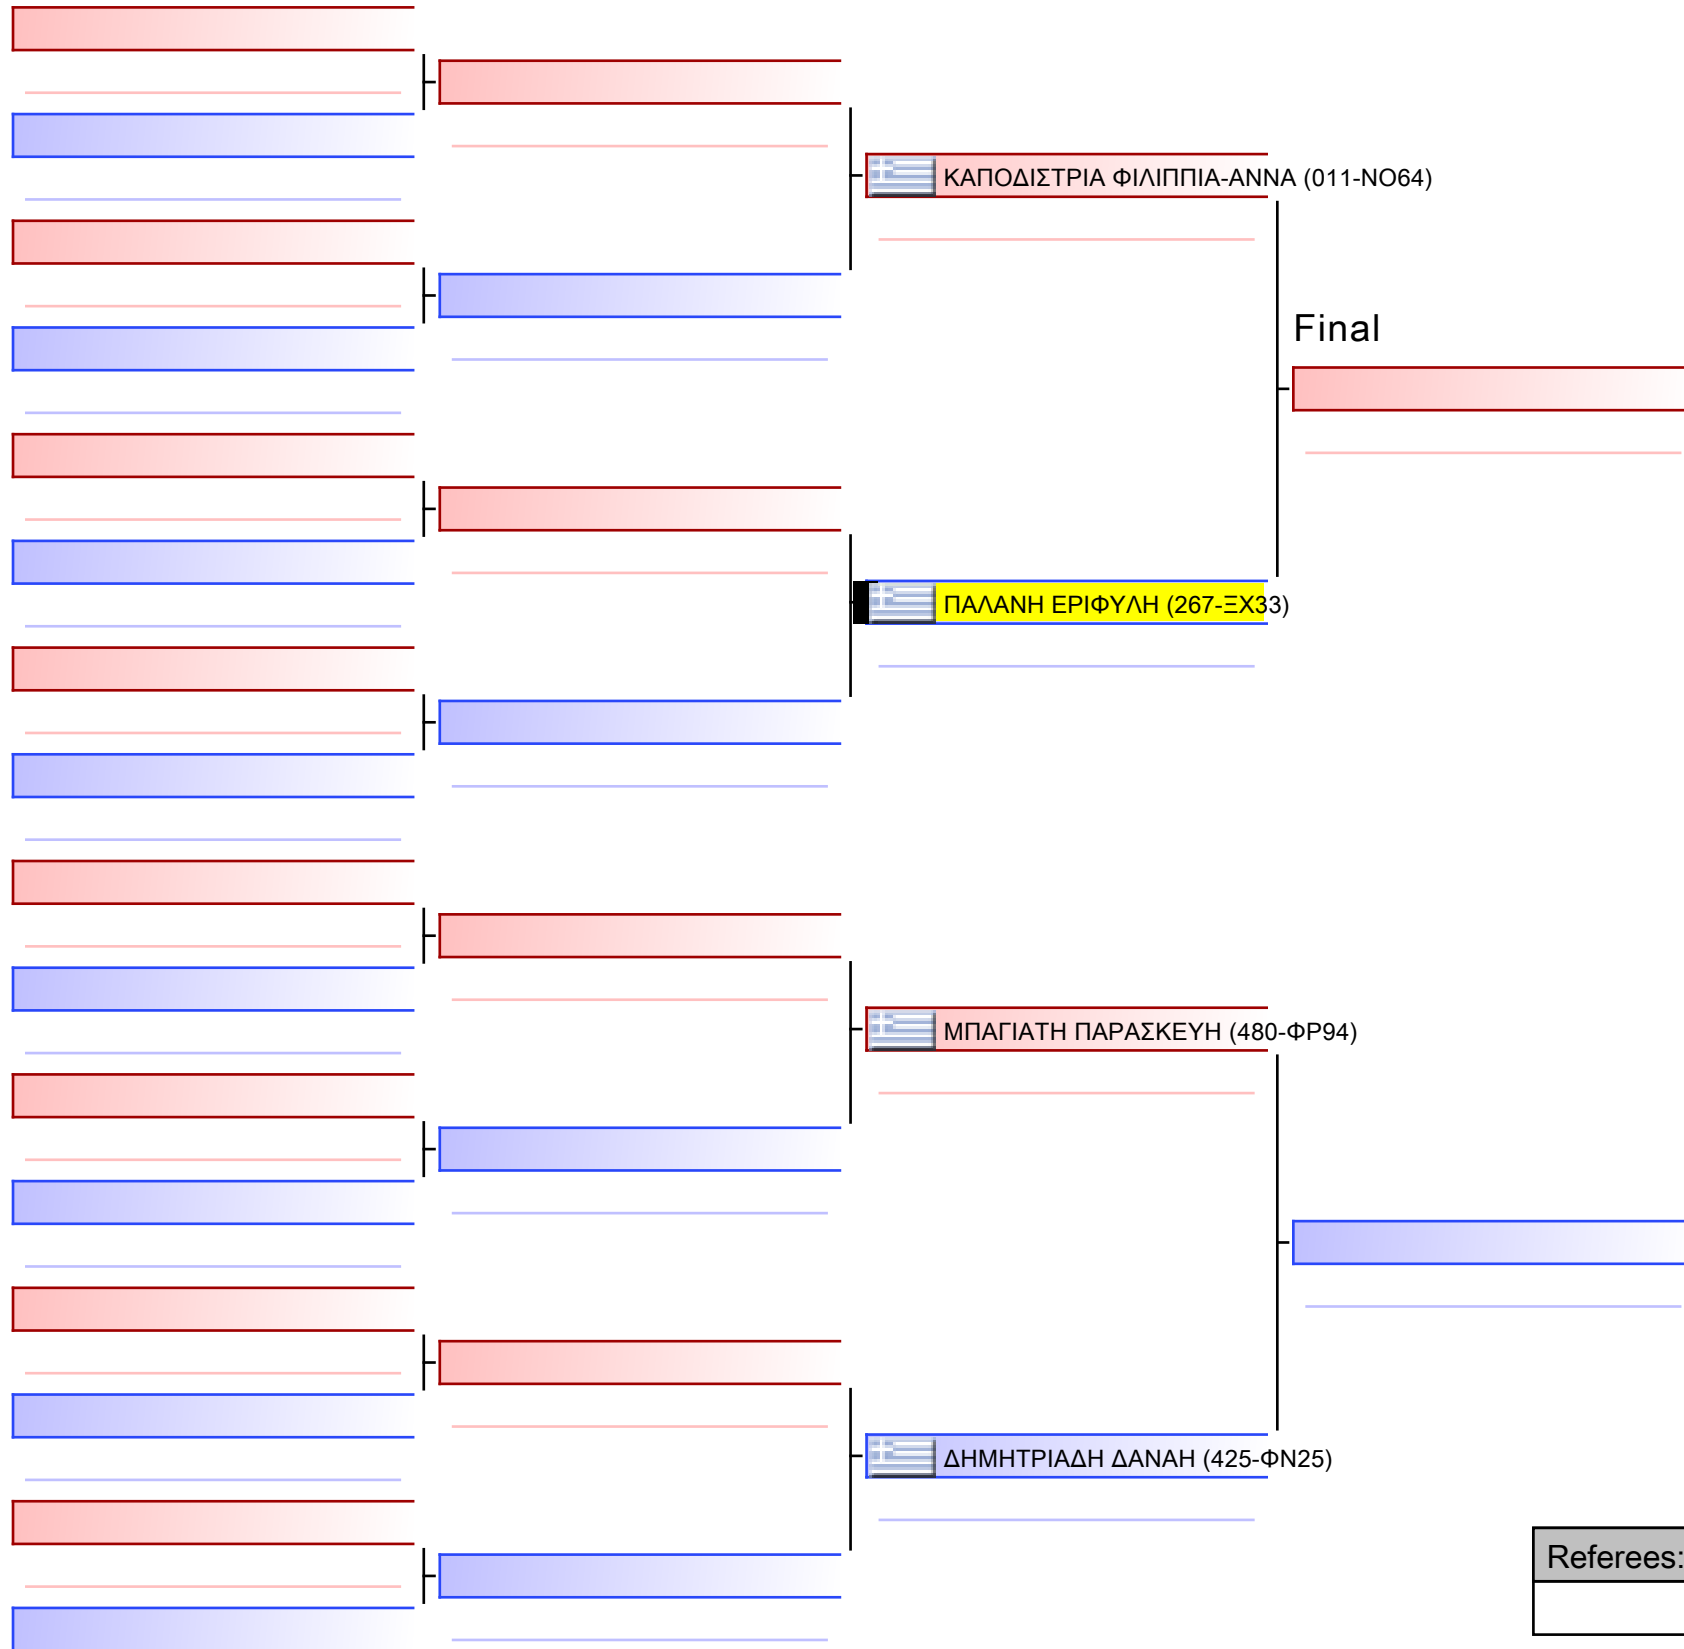 ΚΑΠΟΔΙΣΤΡΙΑ ΦΙΛΙΠΠΙΑ-ΑΝΝΑ (011-ΝΟ64)
Final
ΠΑΛΑΝΗ ΕΡΙΦΥΛΗ (267-ΞΧ33)
ΜΠΑΓΙΑΤΗ ΠΑΡΑΣΚΕΥΗ (480-ΦΡ94)
ΔΗΜΗΤΡΙΑΔΗ ΔΑΝΑΗ (425-ΦΝ25)
Referees: